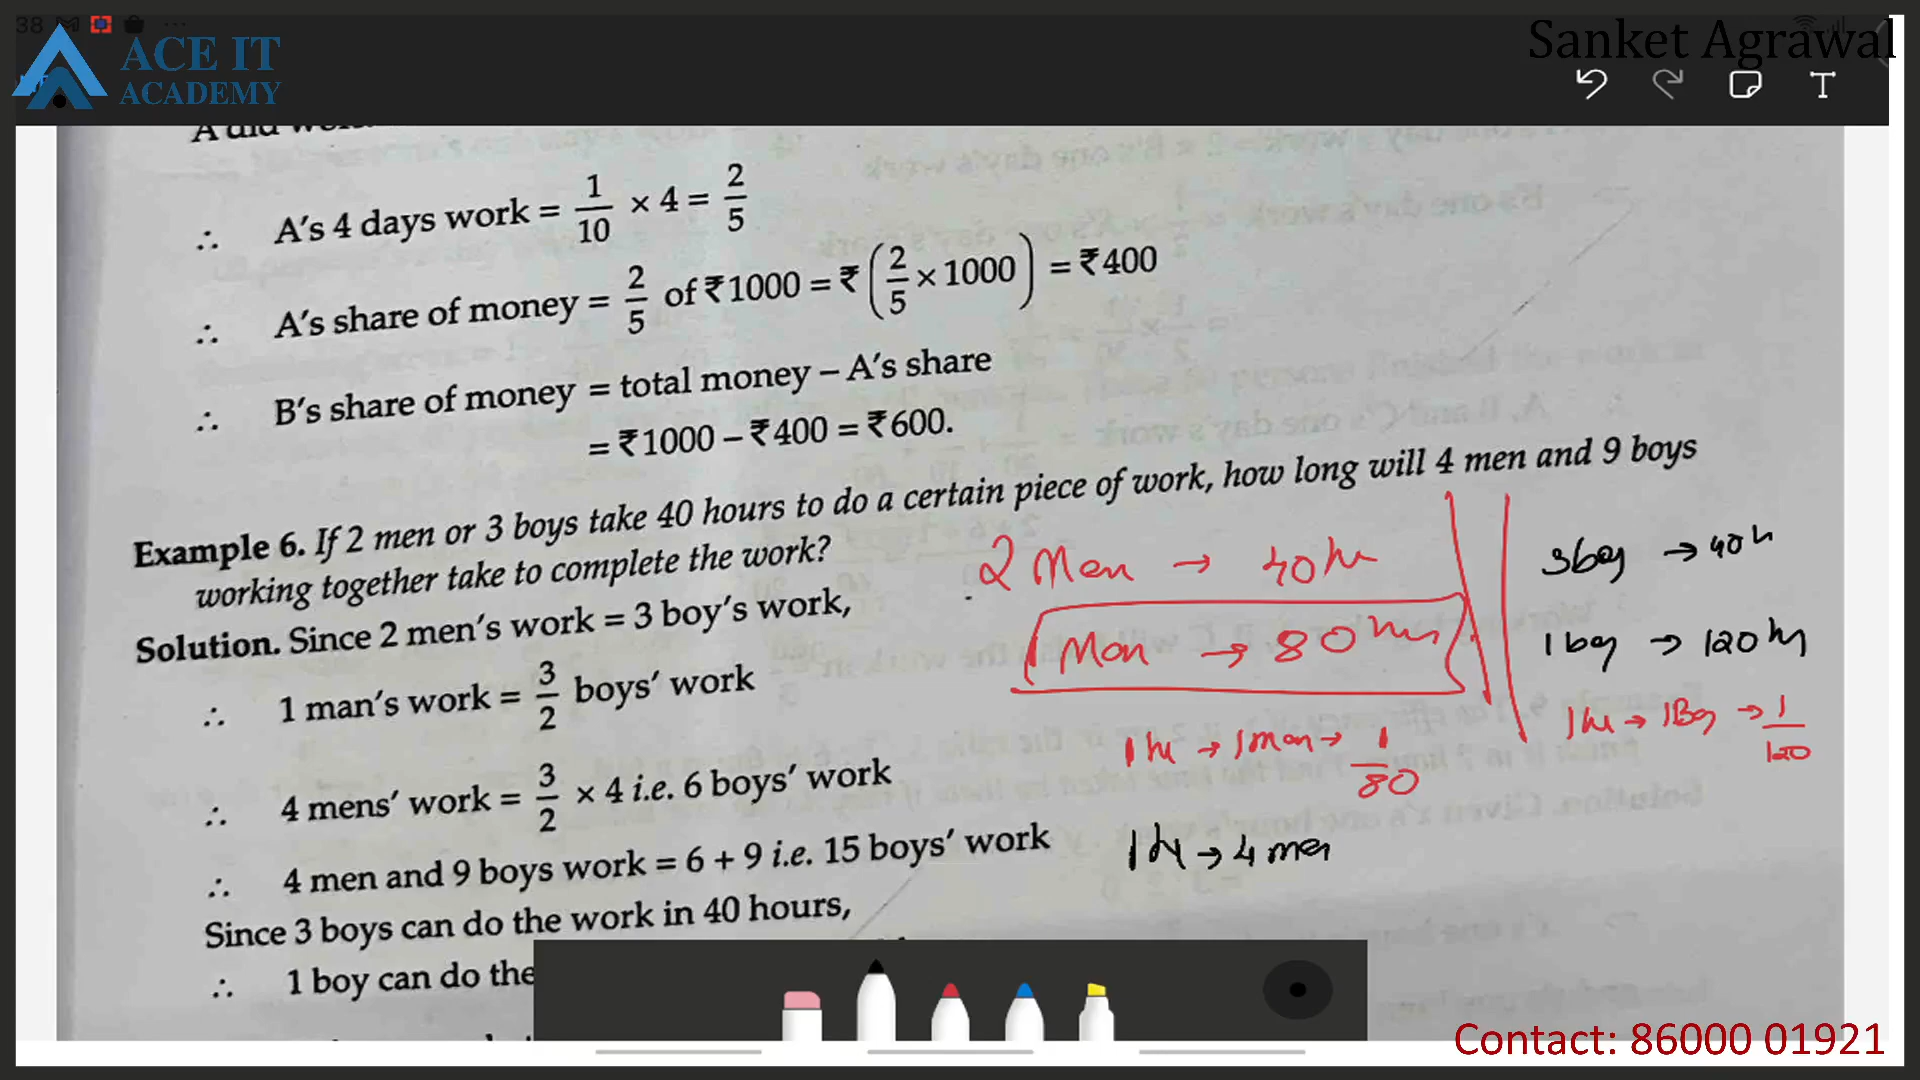 38
Sanket Agrawal
ACE IT
ACADEMY
T
A did
∴ A's 4 days work = 1/10 × 4 = 2/5
∴ A's share of money = 2/5 of ₹1000 = ₹ (2/5 × 1000) = ₹400
∴ B's share of money = total money – A's share
= ₹1000 – ₹400 = ₹600.
Example 6. If 2 men or 3 boys take 40 hours to do a certain piece of work, how long will 4 men and 9 boys
working together take to complete the work?
Solution. Since 2 men's work = 3 boy's work,
∴ 1 man's work = 3/2 boys' work
∴ 4 mens' work = 3/2 × 4 i.e. 6 boys' work
∴ 4 men and 9 boys work = 6 + 9 i.e. 15 boys' work
Since 3 boys can do the work in 40 hours,
∴ 1 boy can do the
2 Men → 40 hr
1 Man → 80 hrs
1 hr → 1 man → 1/80
1 hr → 4 men
3 boy → 40 h
1 boy → 120 hrs
1 hr → 1 Boy → 1/120
Contact: 86000 01921